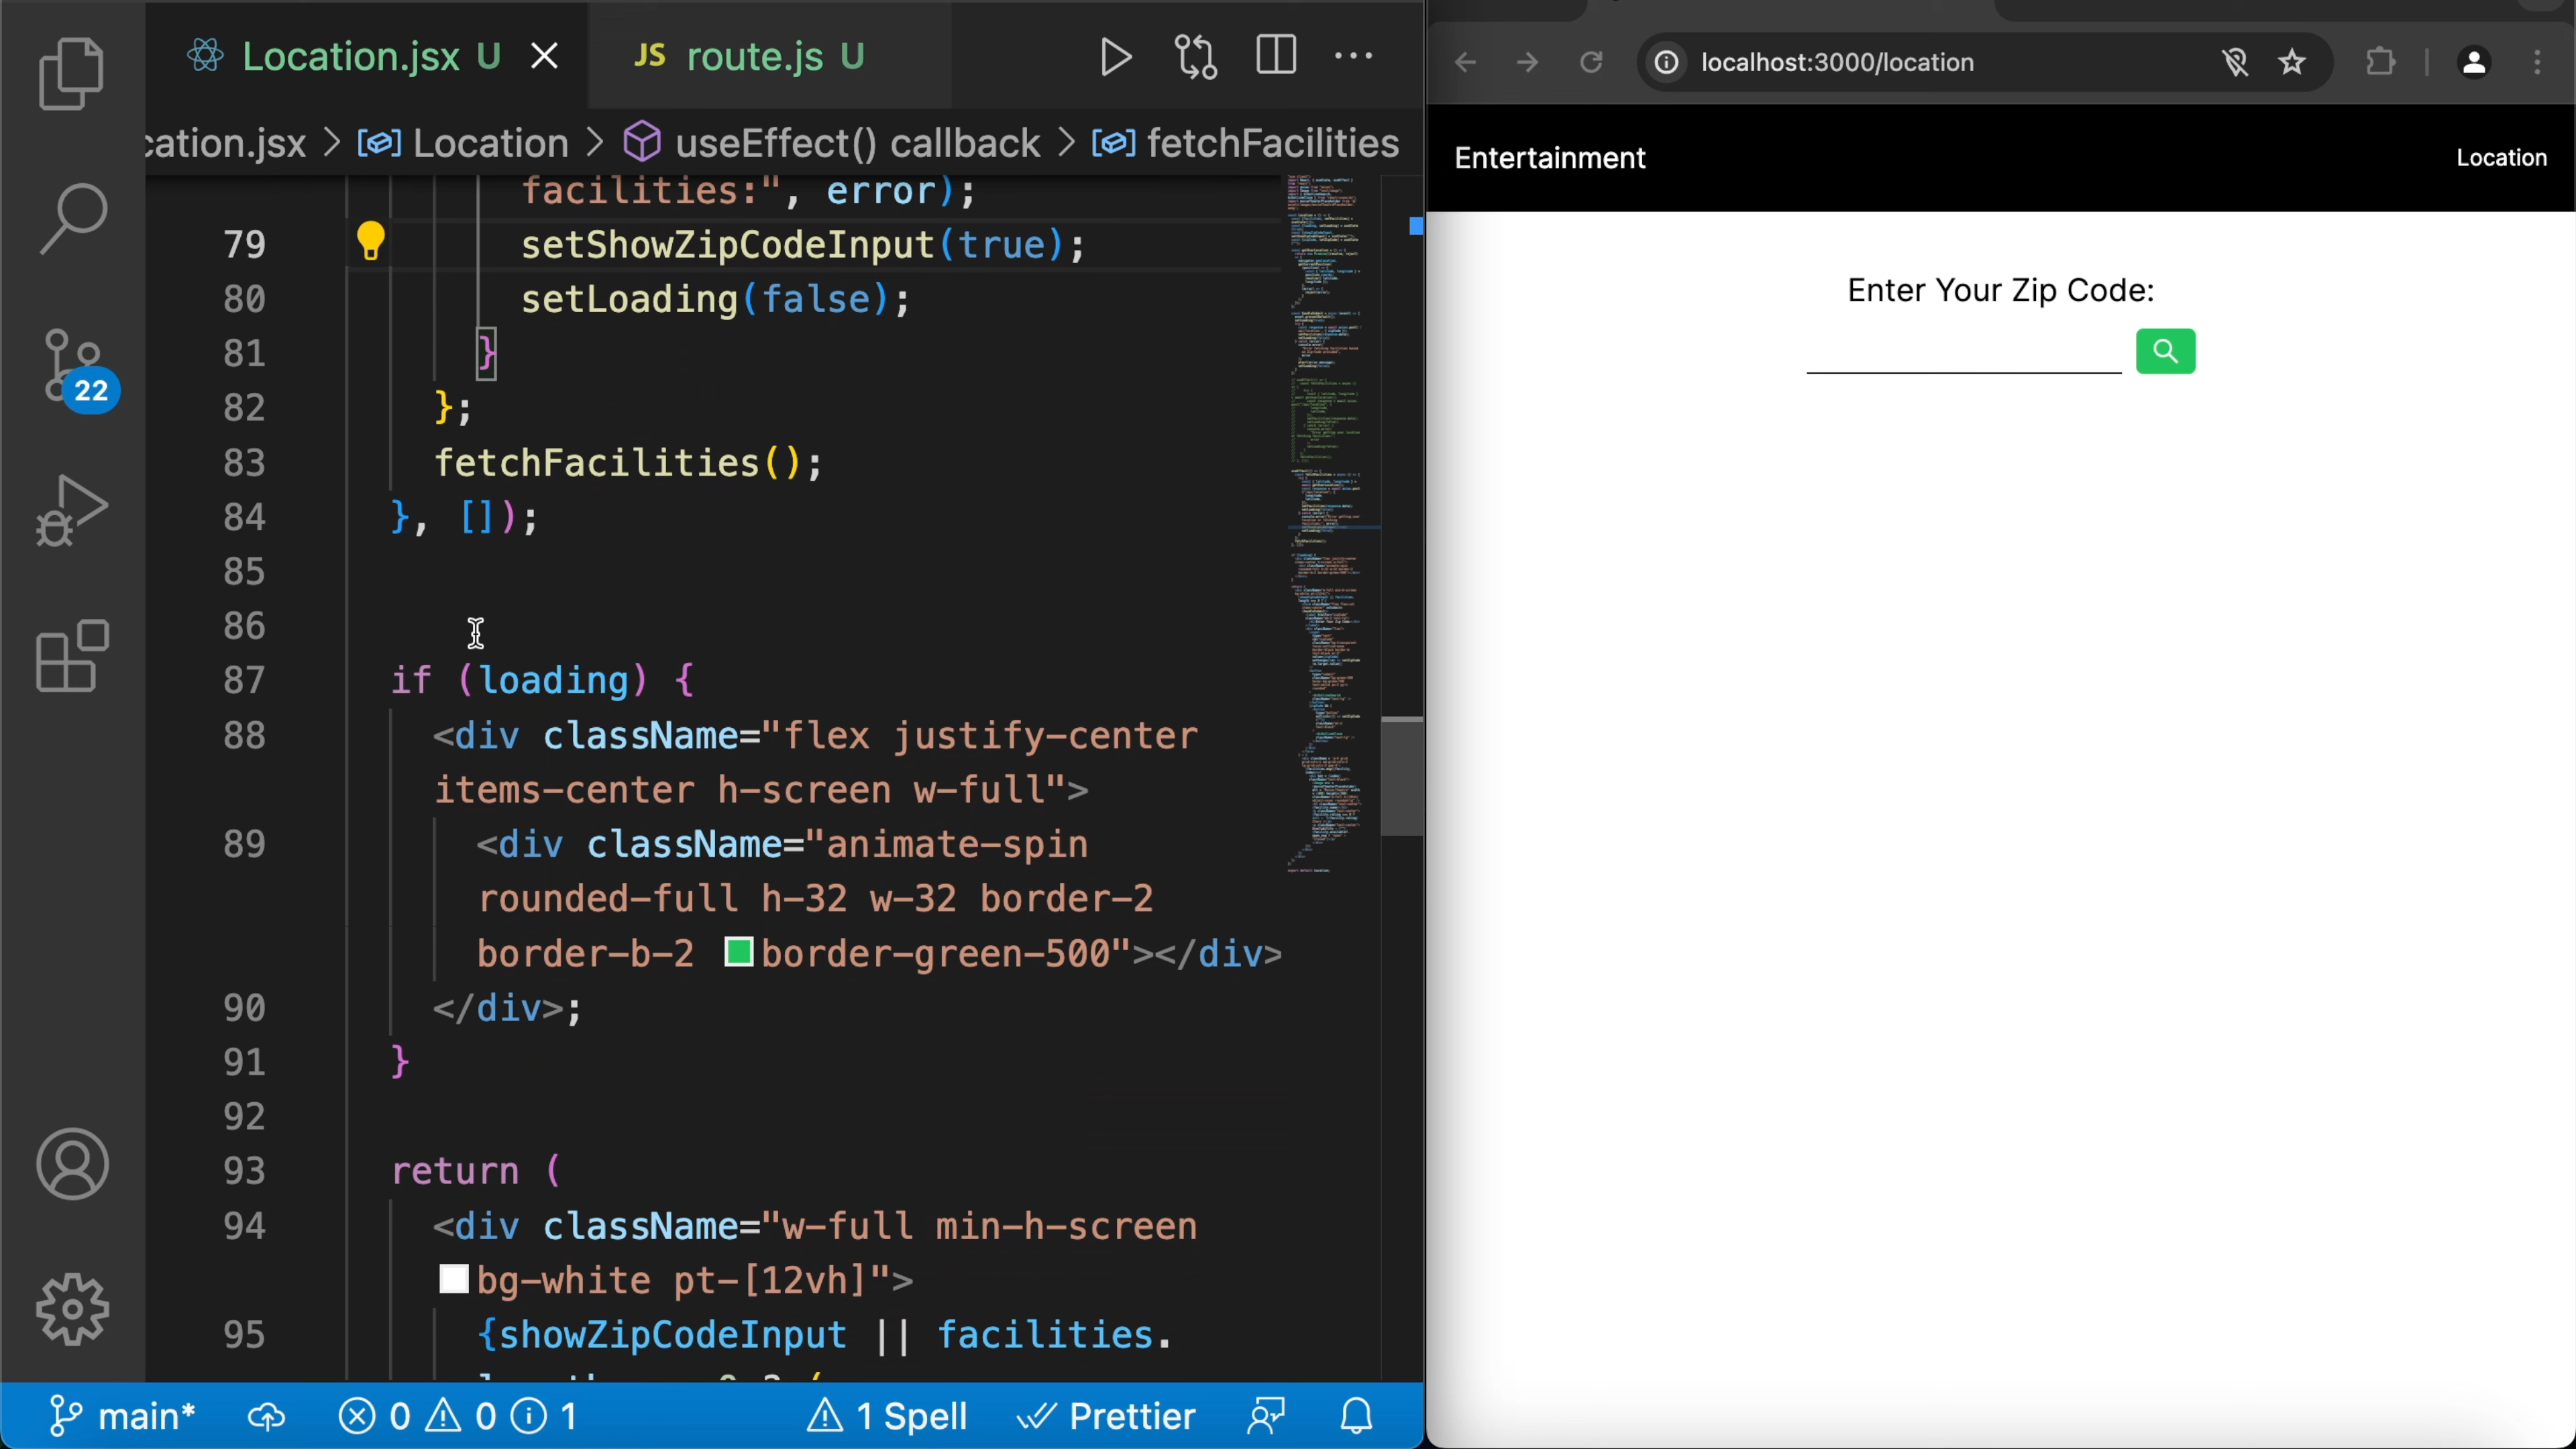 Location.jsx U
JS route.js U
cation.jsx > Location > useEffect() callback > fetchFacilities
facilities:", error);
79 setShowZipCodeInput(true);
80 setLoading(false);
81 }
82 };
83 fetchFacilities();
84 }, []);
85
86
87 if (loading) {
88 <div className="flex justify-center
items-center h-screen w-full">
89 <div className="animate-spin
rounded-full h-32 w-32 border-2
border-b-2 border-green-500"></div>
90 </div>;
91 }
92
93 return (
94 <div className="w-full min-h-screen
bg-white pt-[12vh]">
95 {showZipCodeInput || facilities.
22
main* 0 0 1 1 Spell Prettier
localhost:3000/location
Entertainment
Location
Enter Your Zip Code: